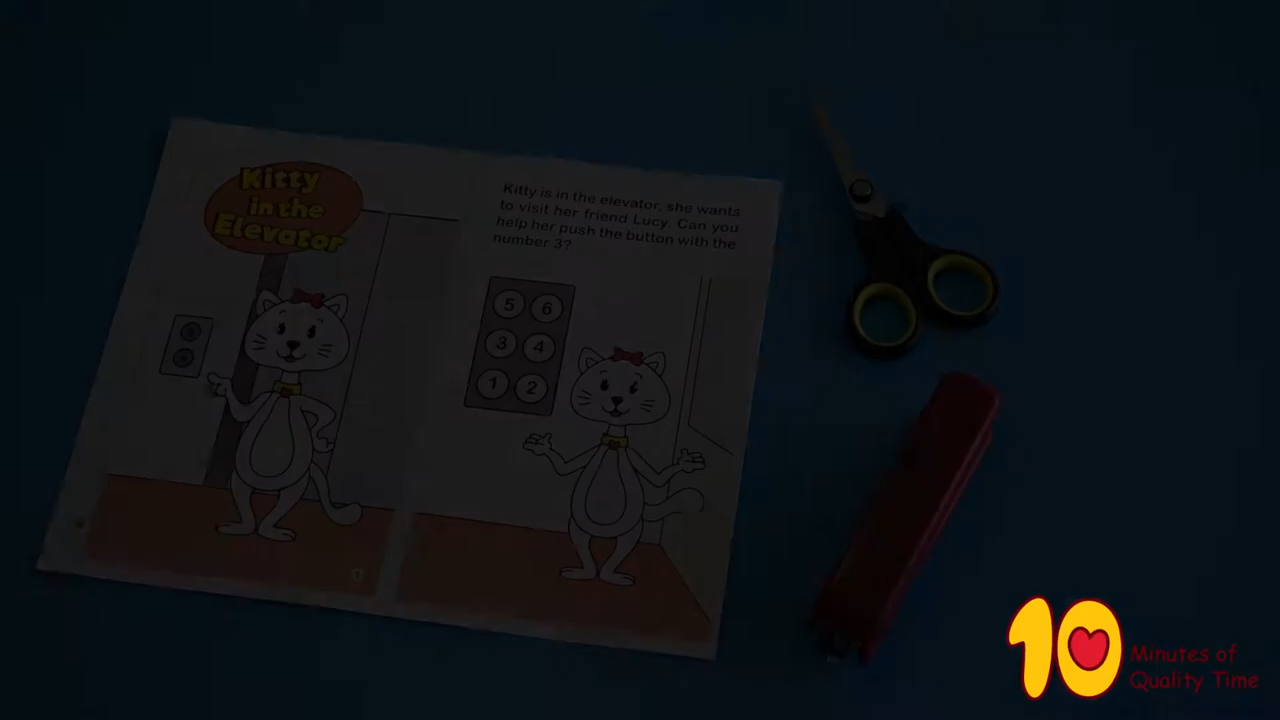 Kitty
in the
Elevator
Kitty is in the elevator, she wants
to visit her friend Lucy. Can you
help her push the button with the
number 3?
5 6
3 4
1 2
1
10
Minutes of
Quality Time